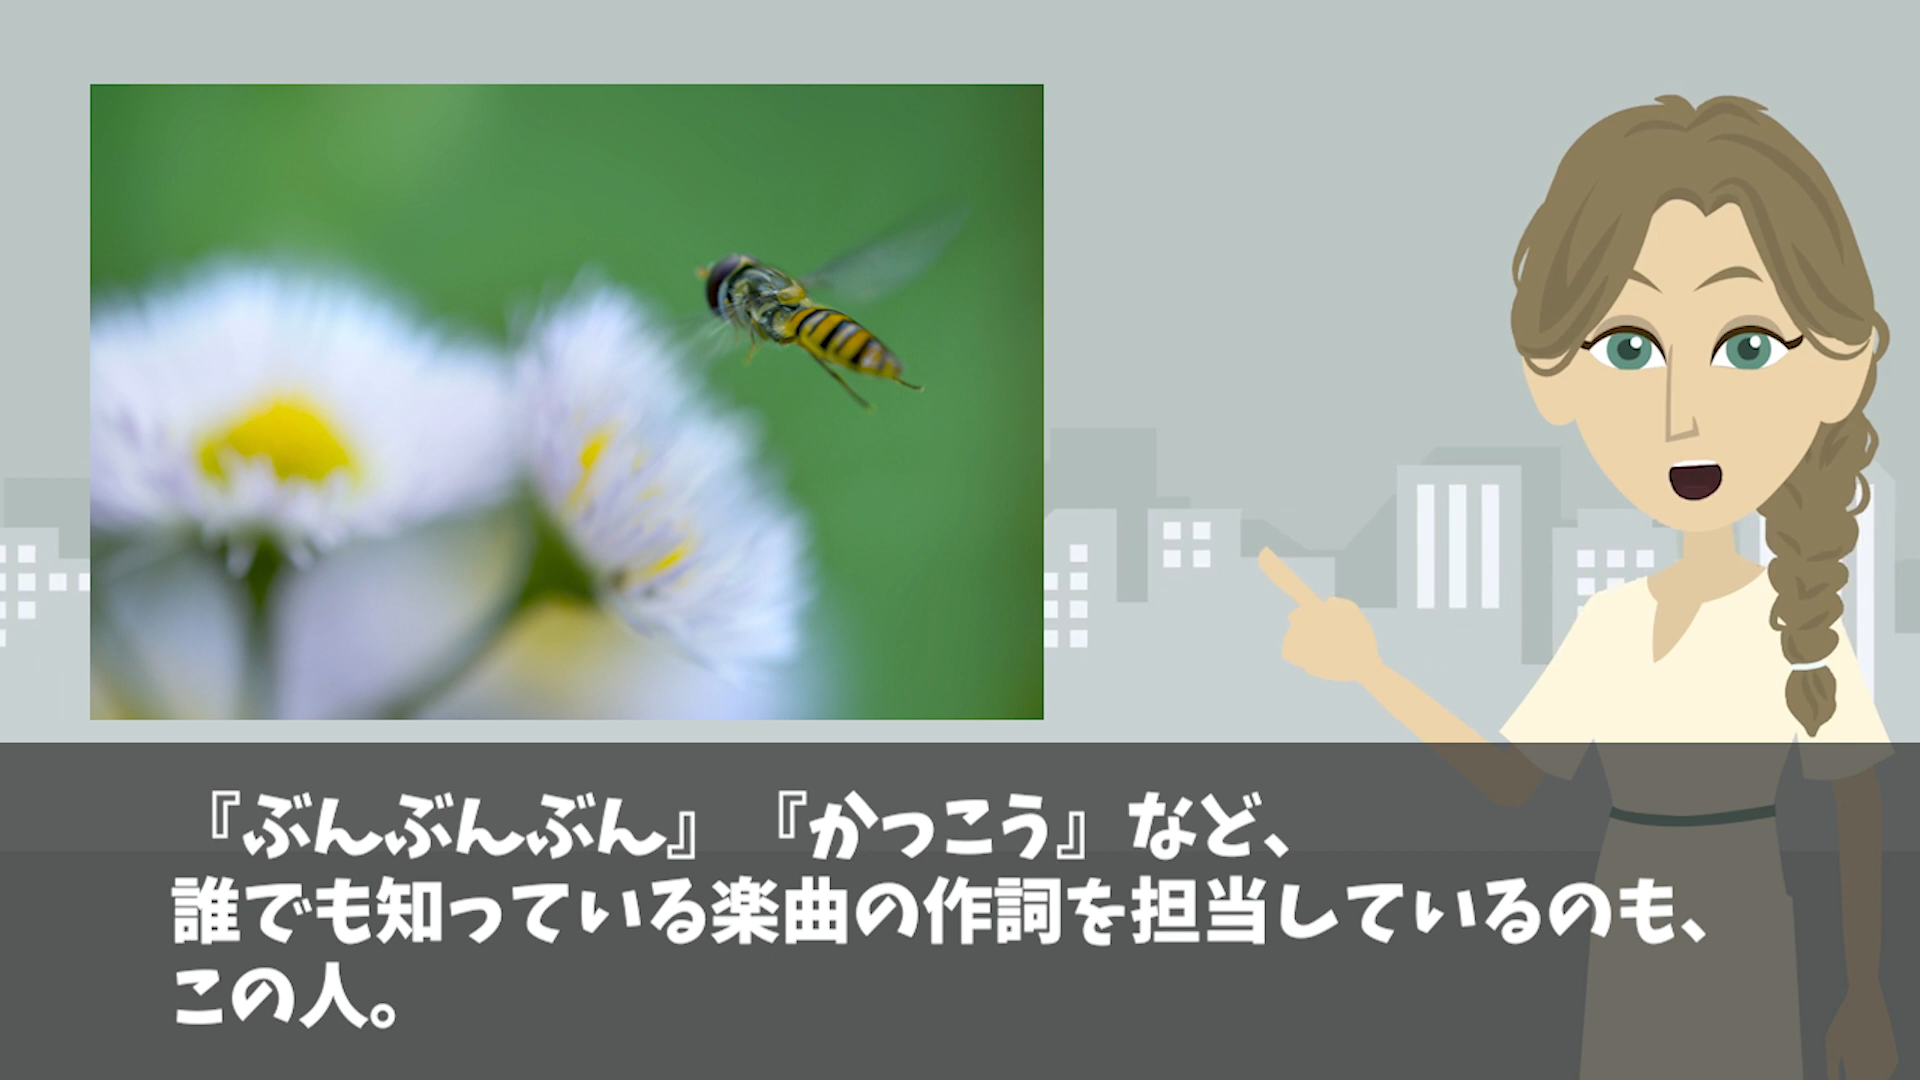 『ぶんぶんぶん』『かっこう』など、
誰でも知っている楽曲の作詞を担当しているのも、
この人。